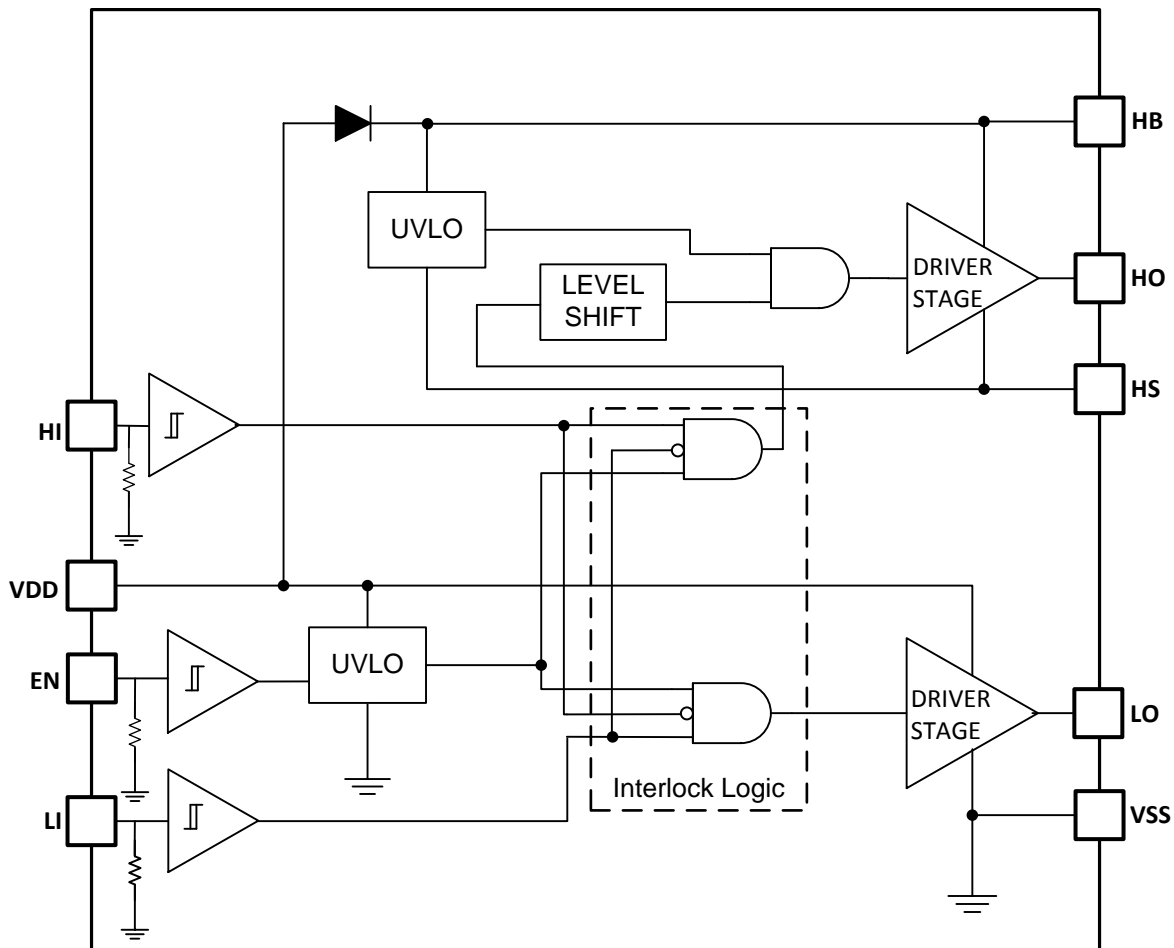 HB
UVLO
LEVEL
SHIFT
DRIVER
STAGE
HO
HS
HI
VDD
EN
UVLO
DRIVER
STAGE
LO
Interlock Logic
LI
VSS